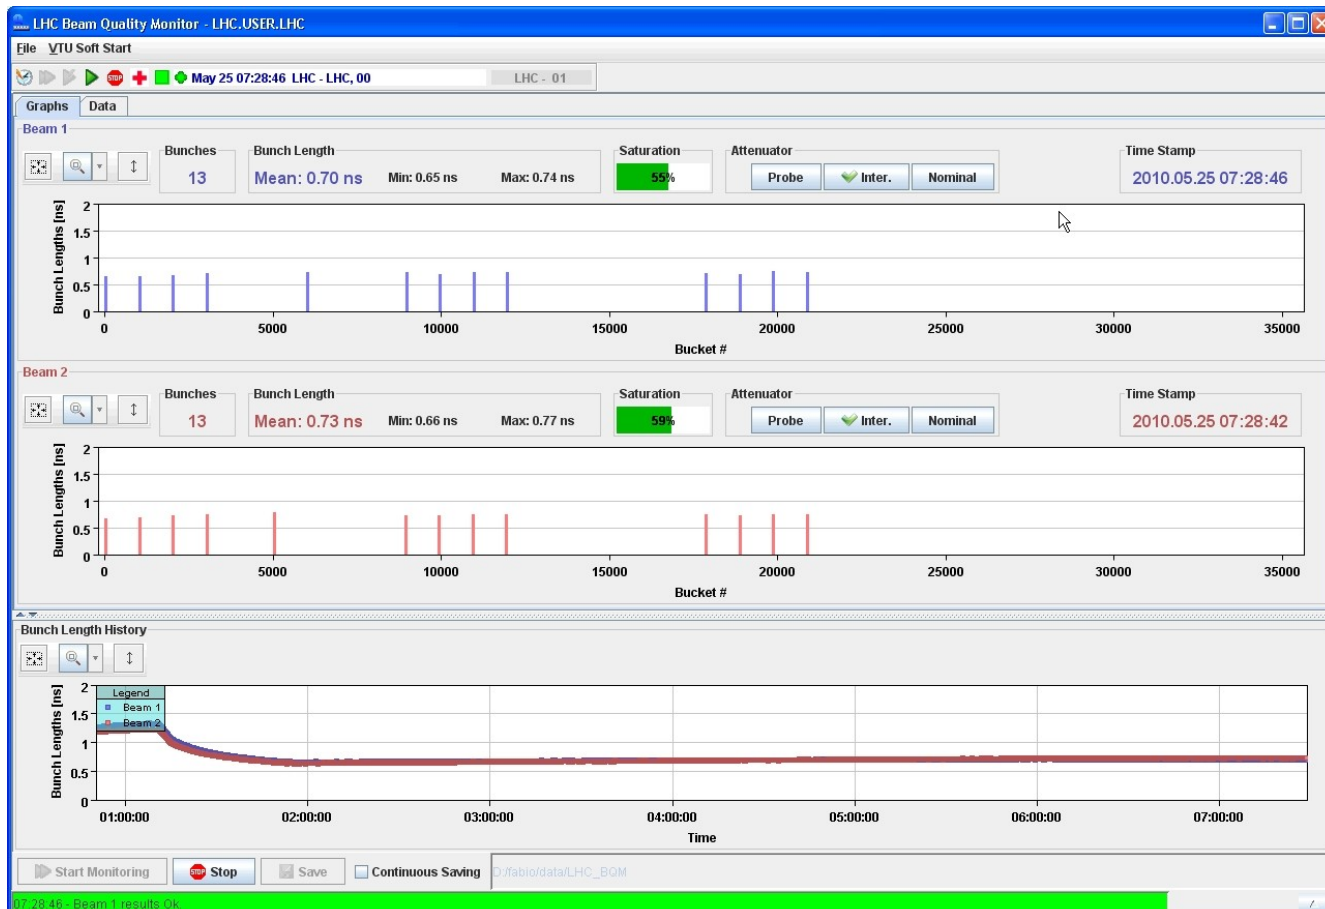 LHC Beam Quality Monitor - LHC.USER.LHC
File VTU Soft Start
STOP May 25 07:28:46 LHC - LHC, 00 LHC - 01
Graphs Data
Beam 1
Bunches Bunch Length Saturation Attenuator Time Stamp
13 Mean: 0.70 ns Min: 0.65 ns Max: 0.74 ns 55% Probe Inter. Nominal 2010.05.25 07:28:46
Bunch Lengths [ns]
2
1.5
1
0.5
0
0 5000 10000 15000 20000 25000 30000 35000
Bucket #
Beam 2
Bunches Bunch Length Saturation Attenuator Time Stamp
13 Mean: 0.73 ns Min: 0.66 ns Max: 0.77 ns 59% Probe Inter. Nominal 2010.05.25 07:28:42
Bunch Lengths [ns]
2
1.5
1
0.5
0
0 5000 10000 15000 20000 25000 30000 35000
Bucket #
Bunch Length History
Bunch Lengths [ns]
2
1.5
1
0.5
0
Legend
Beam 1
Beam 2
01:00:00 02:00:00 03:00:00 04:00:00 05:00:00 06:00:00 07:00:00
Time
Start Monitoring STOP Stop Save Continuous Saving D:/fabio/data/LHC_BQM
07:28:46 - Beam 1 results Ok